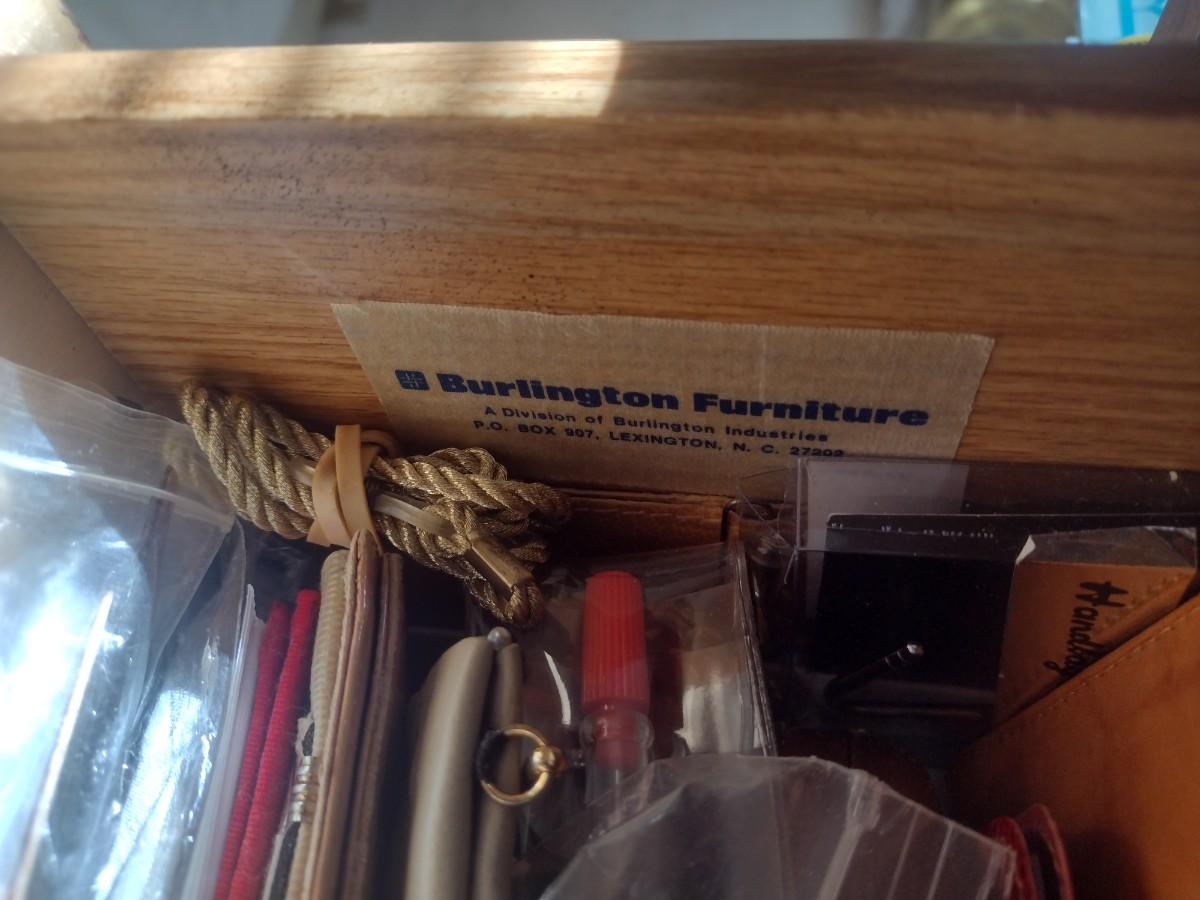 Burlington Furniture
A Division of Burlington Industries
P.O. BOX 907, LEXINGTON, N. C. 27292